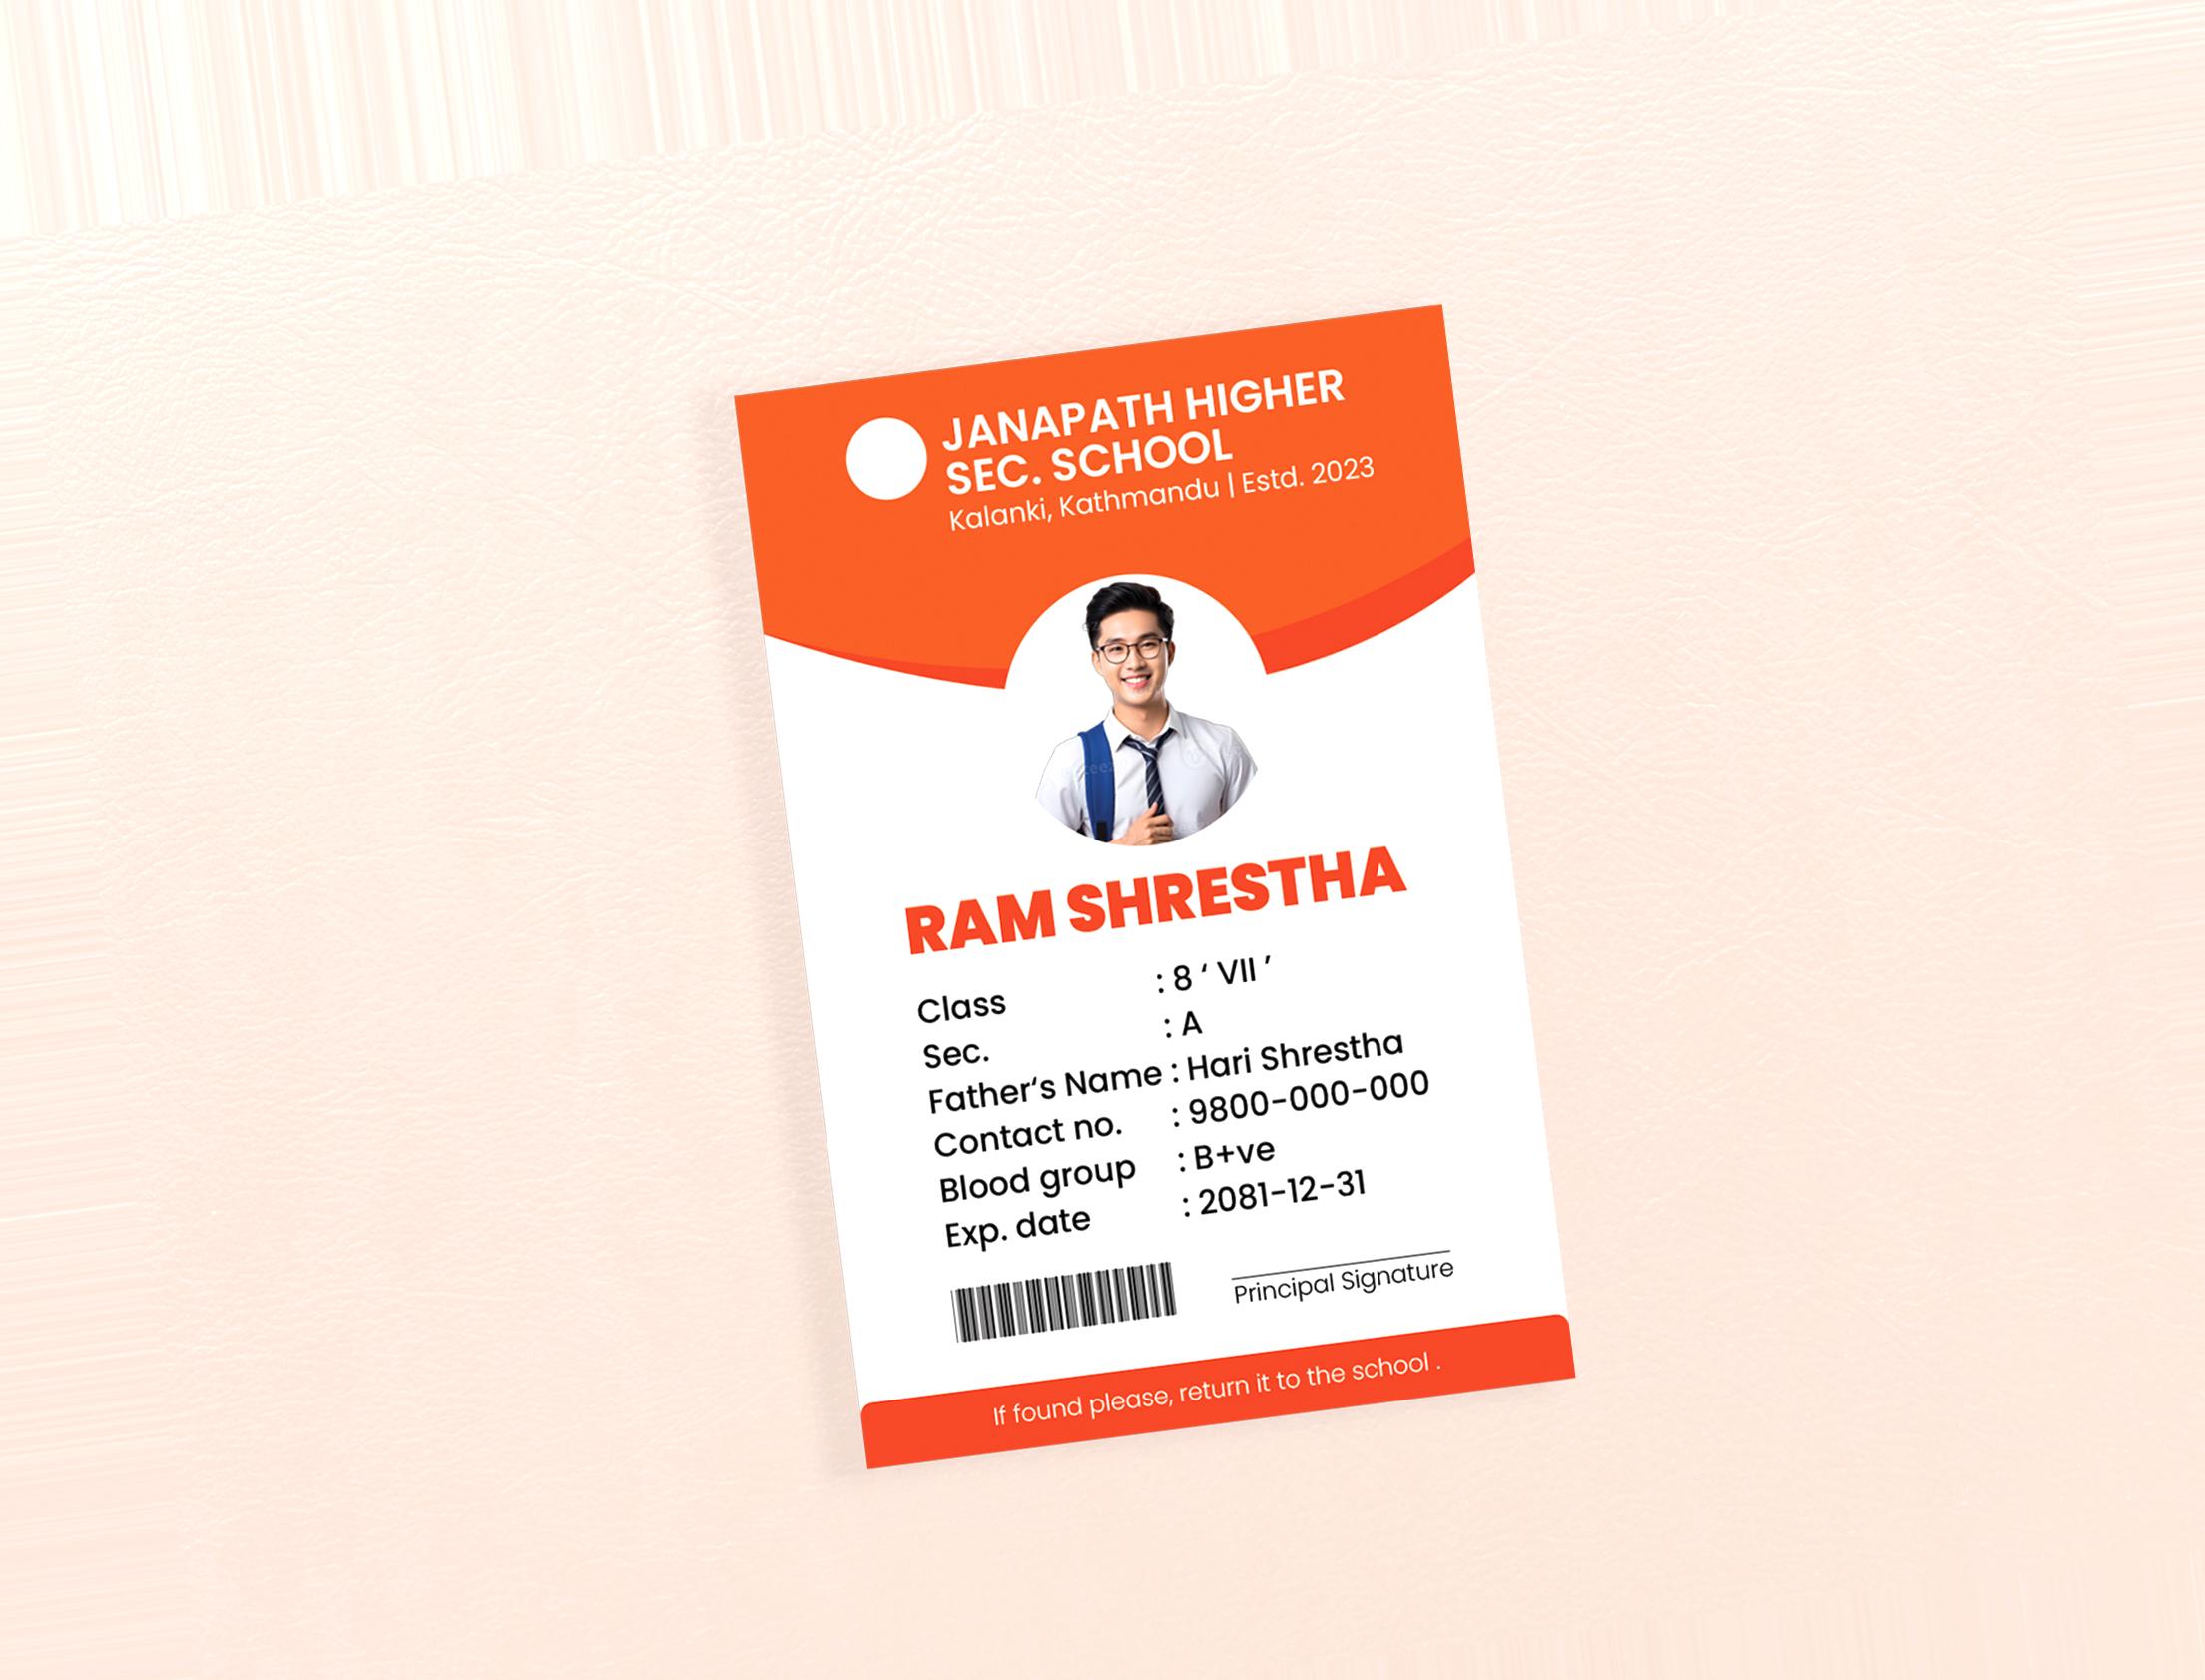 JANAPATH HIGHER
SEC. SCHOOL
Kalanki, Kathmandu | Estd. 2023
RAM SHRESTHA
Class : 8 ‘ VII ’
Sec. : A
Father‘s Name : Hari Shrestha
Contact no. : 9800-000-000
Blood group : B+ve
Exp. date : 2081-12-31
Principal Signature
If found please, return it to the school .